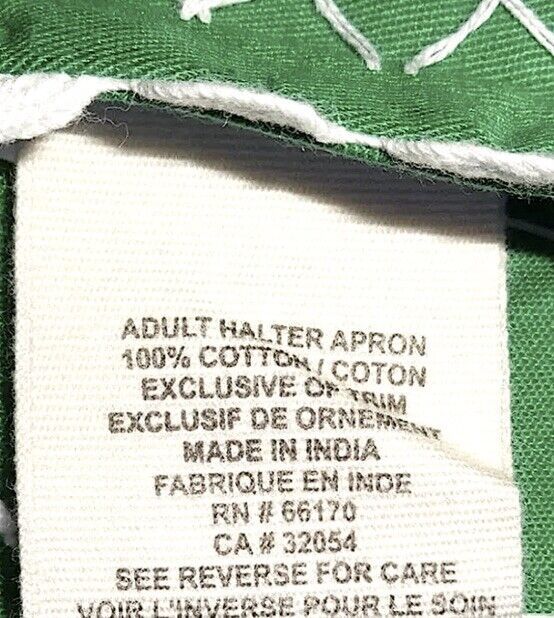 ADULT HALTER APRON
100% COTTON / COTON
EXCLUSIVE OF TRIM
EXCLUSIF DE ORNEMENT
MADE IN INDIA
FABRIQUE EN INDE
RN # 66170
CA # 32054
SEE REVERSE FOR CARE
VOIR L'INVERSE POUR LE SOIN